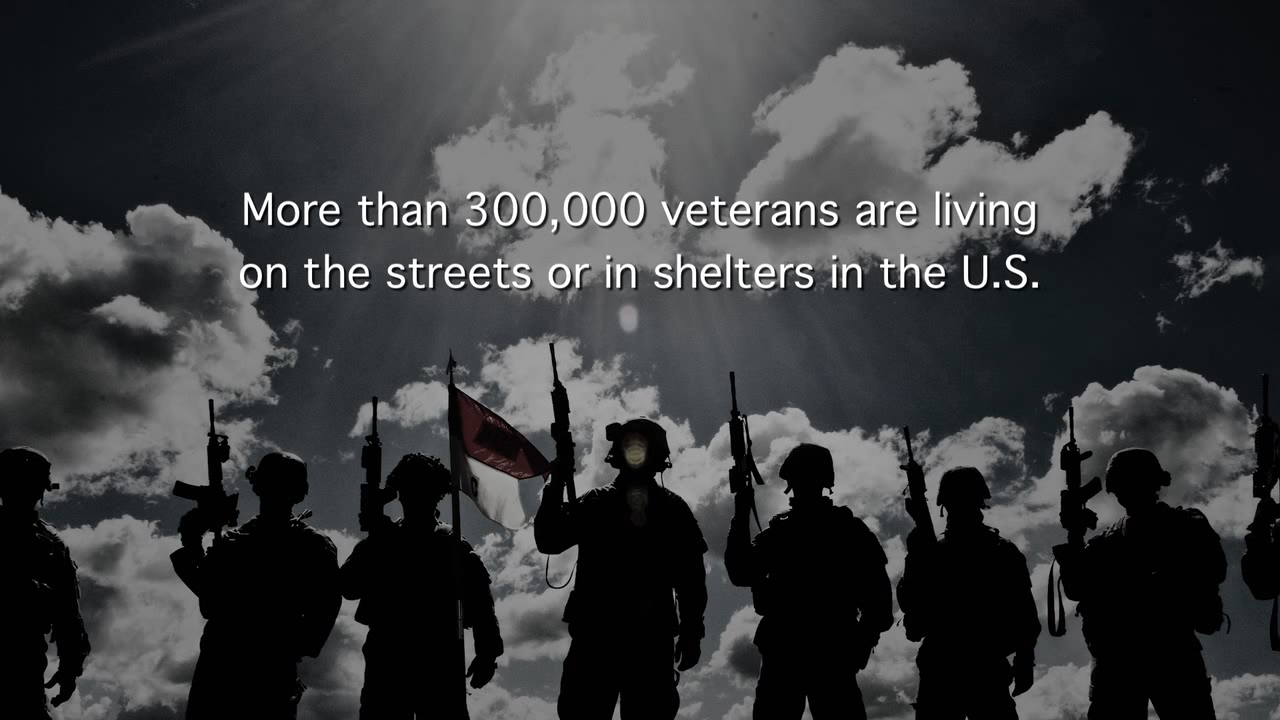 More than 300,000 veterans are living
on the streets or in shelters in the U.S.